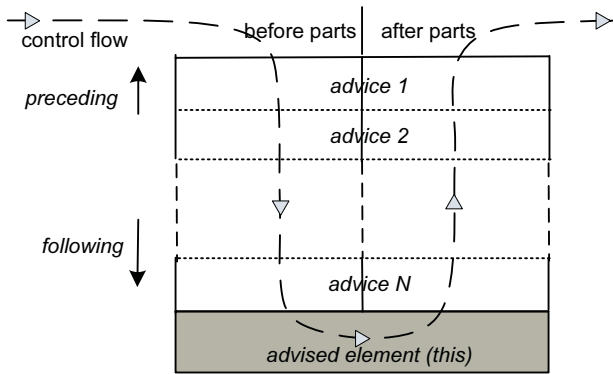 control flow
before parts
after parts
preceding
advice 1
advice 2
following
advice N
advised element (this)